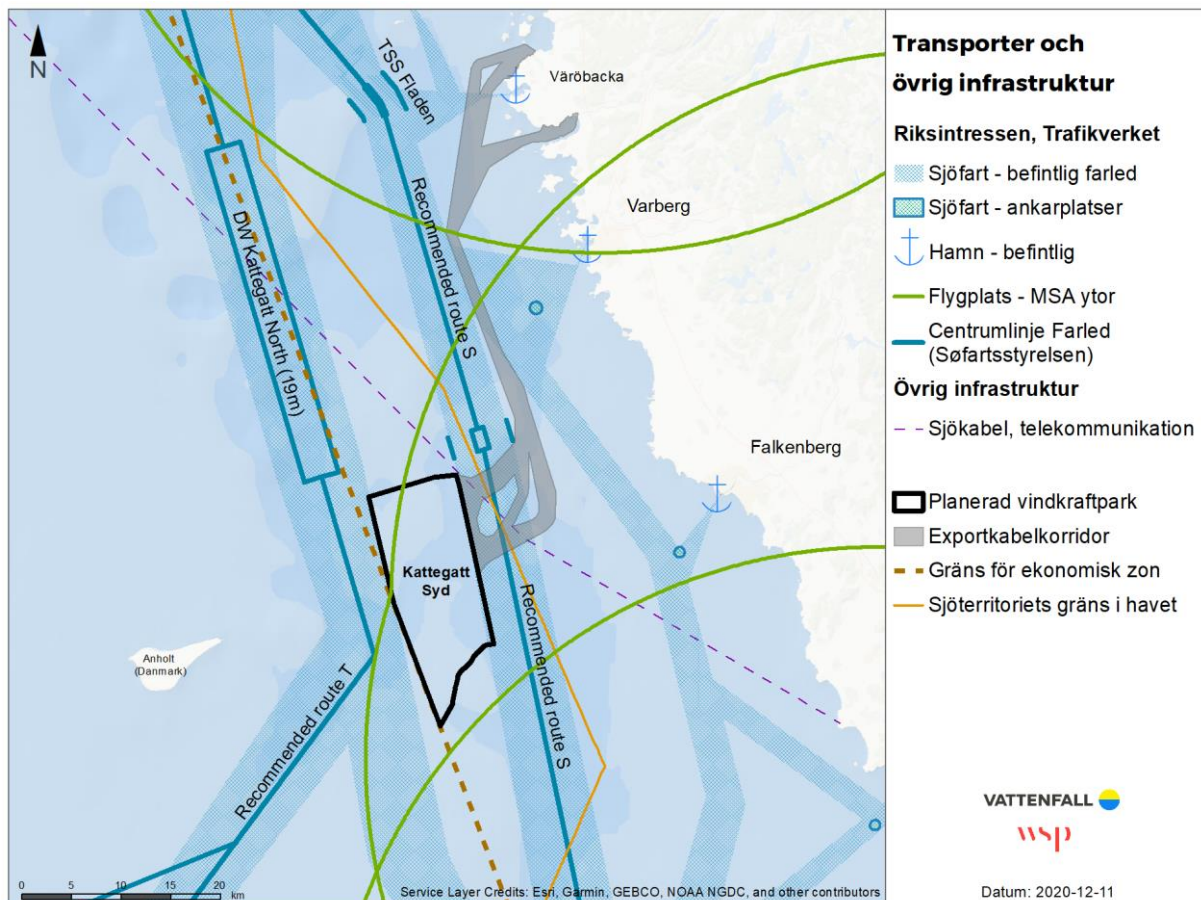 N
TSS Fladen
Väröbacka
Recommended route S
Varberg
DW Kattegatt North (19m)
Falkenberg
Kattegatt
Syd
Recommended route S
Anholt
(Danmark)
Recommended route T
0 5 10 15 20
km
Service Layer Credits: Esri, Garmin, GEBCO, NOAA NGDC, and other contributors
Transporter och
övrig infrastruktur
Riksintressen, Trafikverket
Sjöfart - befintlig farled
Sjöfart - ankarplatser
Hamn - befintlig
Flygplats - MSA ytor
Centrumlinje Farled
(Søfartsstyrelsen)
Övrig infrastruktur
Sjökabel, telekommunikation
Planerad vindkraftpark
Exportkabelkorridor
Gräns för ekonomisk zon
Sjöterritoriets gräns i havet
VATTENFALL
wsp
Datum: 2020-12-11